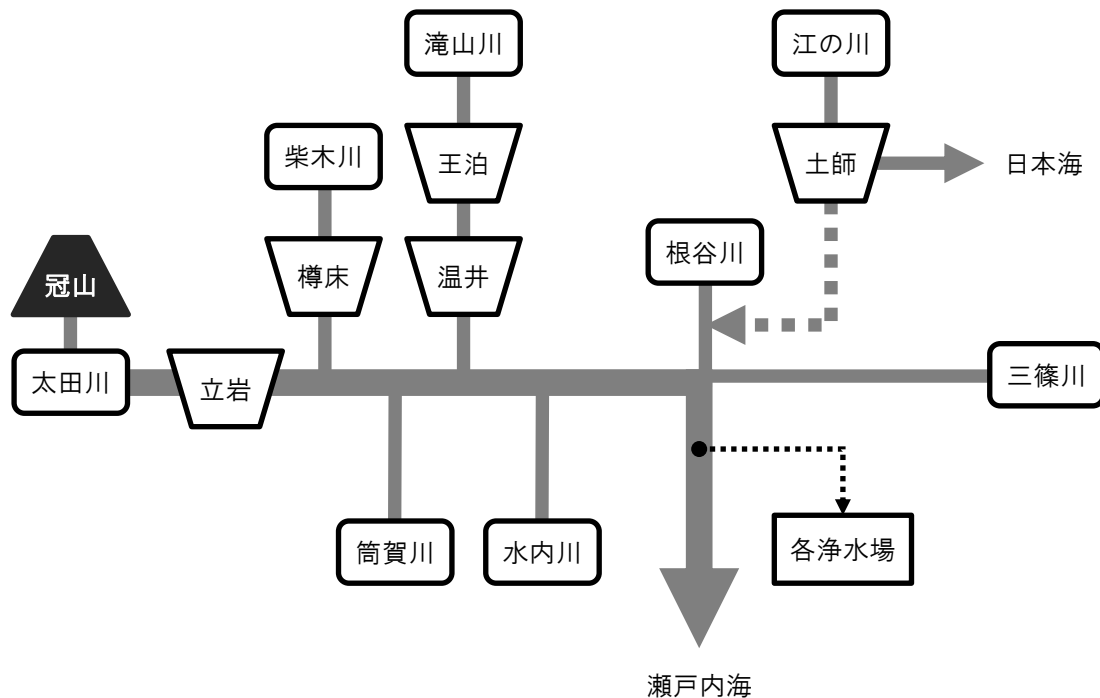 滝山川
江の川
柴木川
王泊
土師
日本海
根谷川
樽床
温井
冠山
太田川
立岩
三篠川
筒賀川
水内川
各浄水場
瀬戸内海